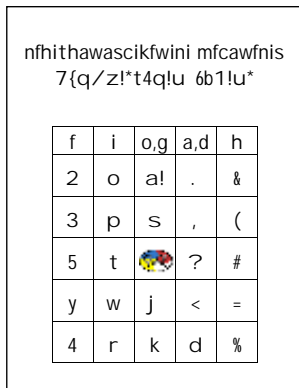 nfhithawascikfwini mfcawfnis
7{q/z!*t4q!u 6b1!u*
f i o,g a,d h
2 o a! . &
3 p s , (
5 t ? #
y w j < =
4 r k d %